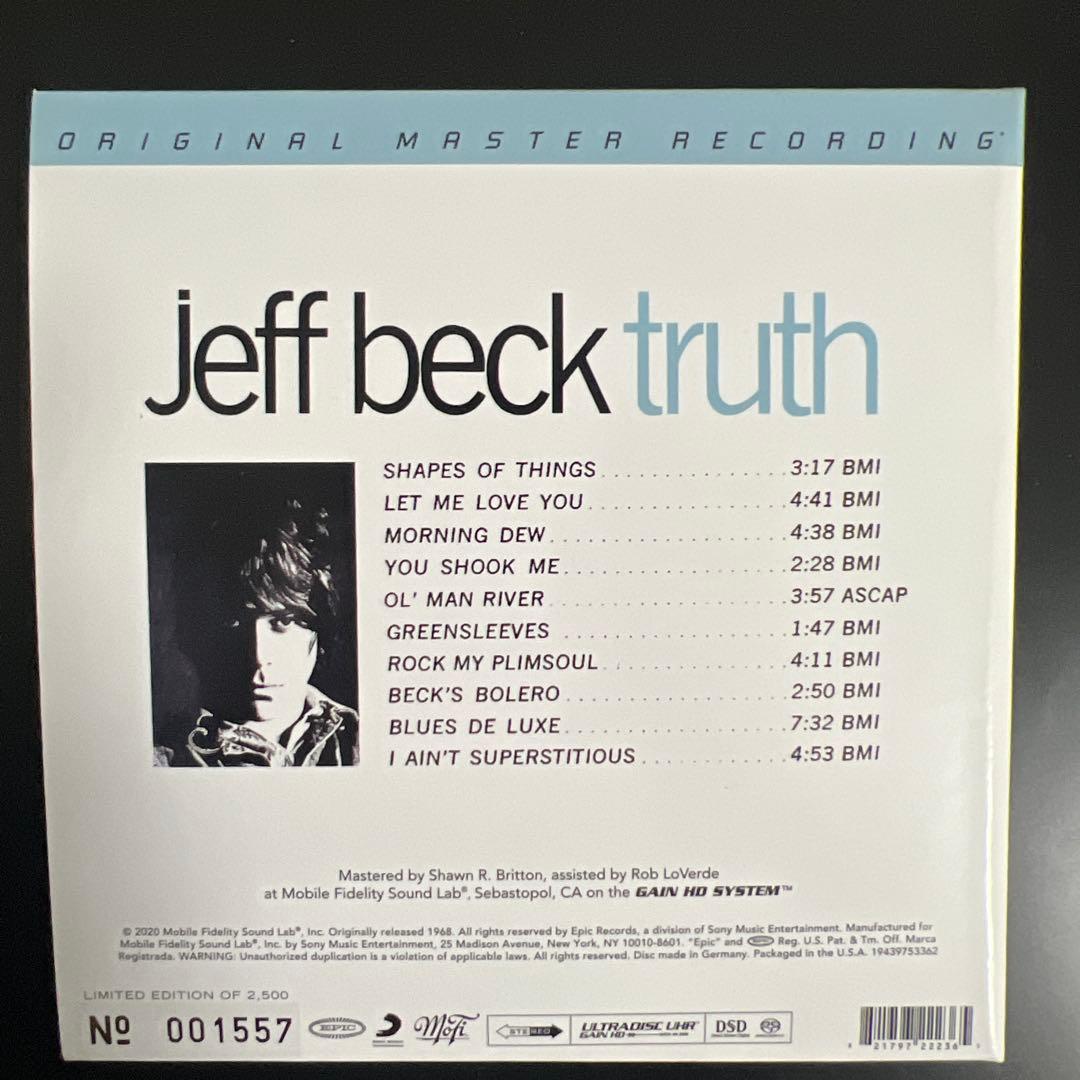 ORIGINAL MASTER RECORDING®
jeff beck truth
SHAPES OF THINGS 3:17 BMI
LET ME LOVE YOU 4:41 BMI
MORNING DEW 4:38 BMI
YOU SHOOK ME 2:28 BMI
OL' MAN RIVER 3:57 ASCAP
GREENSLEEVES 1:47 BMI
ROCK MY PLIMSOUL 4:11 BMI
BECK'S BOLERO 2:50 BMI
BLUES DE LUXE 7:32 BMI
I AIN'T SUPERSTITIOUS 4:53 BMI
Mastered by Shawn R. Britton, assisted by Rob LoVerde
at Mobile Fidelity Sound Lab®, Sebastopol, CA on the GAIN HD SYSTEM™
© 2020 Mobile Fidelity Sound Lab®, Inc. Originally released 1968. All rights reserved by Epic Records, a division of Sony Music Entertainment. Manufactured for
Mobile Fidelity Sound Lab®, Inc. by Sony Music Entertainment, 25 Madison Avenue, New York, NY 10010-8601. "Epic" and EPIC Reg. U.S. Pat. & Tm. Off. Marca
Registrada. WARNING: Unauthorized duplication is a violation of applicable laws. All rights reserved. Disc made in Germany. Packaged in the U.S.A. 19439753362
LIMITED EDITION OF 2,500
Nº 001557 EPIC MoFi STEREO ULTRADISC UHR™ GAIN HD DSD
21797 22236